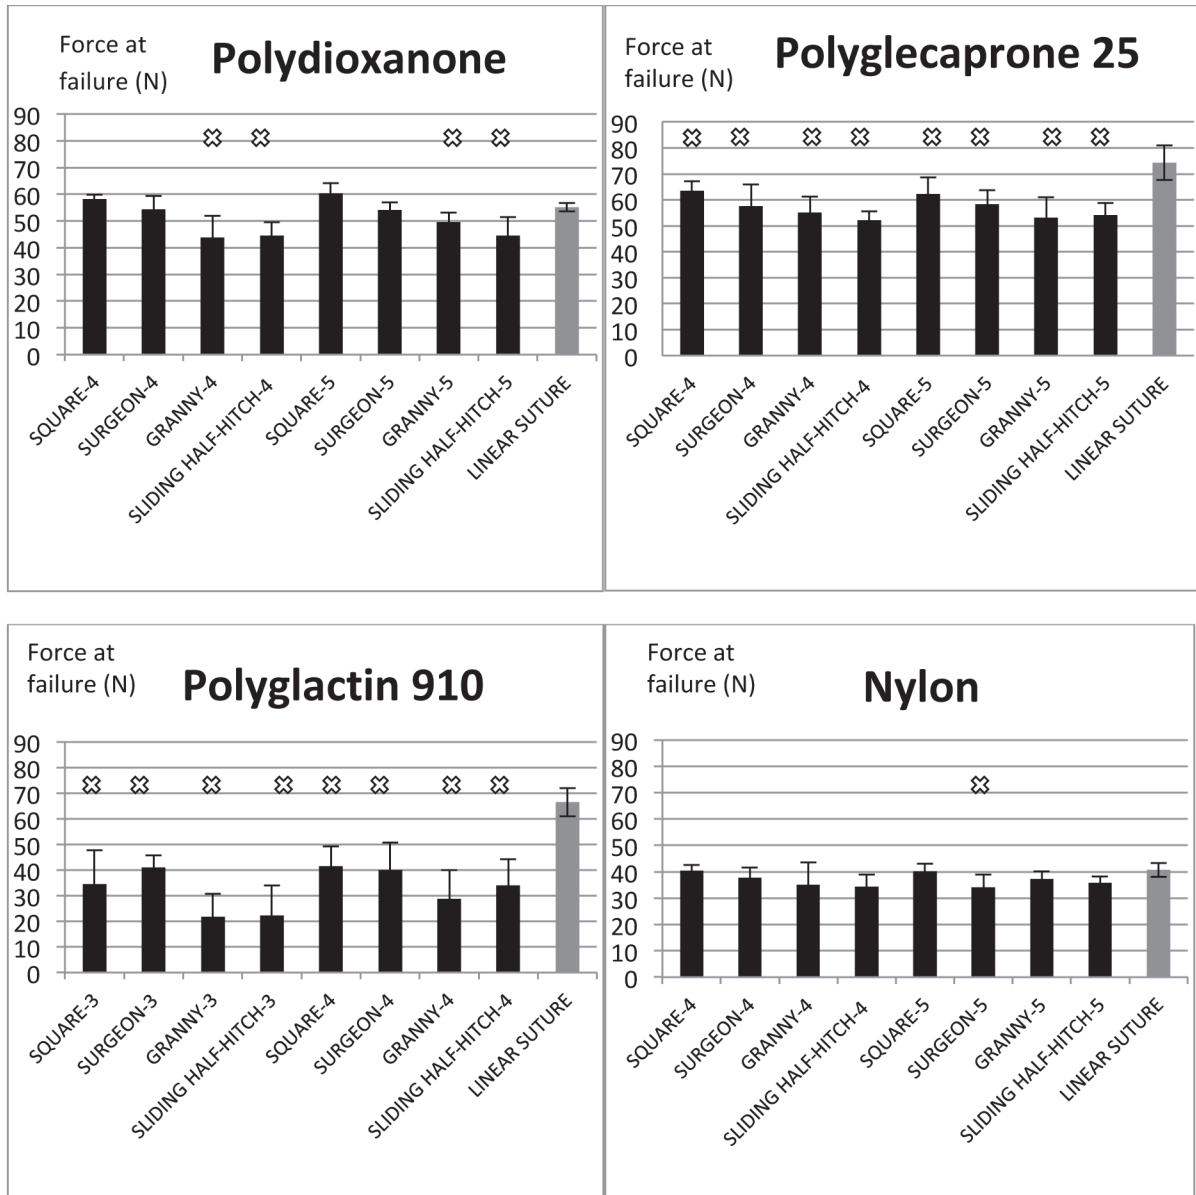 Force at
failure (N)
Polydioxanone
90
80
70
60
50
40
30
20
10
0
SQUARE-4
SURGEON-4
GRANNY-4
SLIDING HALF-HITCH-4
SQUARE-5
SURGEON-5
GRANNY-5
SLIDING HALF-HITCH-5
LINEAR SUTURE
Force at
failure (N)
Polyglecaprone 25
90
80
70
60
50
40
30
20
10
0
SQUARE-4
SURGEON-4
GRANNY-4
SLIDING HALF-HITCH-4
SQUARE-5
SURGEON-5
GRANNY-5
SLIDING HALF-HITCH-5
LINEAR SUTURE
Force at
failure (N)
Polyglactin 910
90
80
70
60
50
40
30
20
10
0
SQUARE-3
SURGEON-3
GRANNY-3
SLIDING HALF-HITCH-3
SQUARE-4
SURGEON-4
GRANNY-4
SLIDING HALF-HITCH-4
LINEAR SUTURE
Force at
failure (N)
Nylon
90
80
70
60
50
40
30
20
10
0
SQUARE-4
SURGEON-4
GRANNY-4
SLIDING HALF-HITCH-4
SQUARE-5
SURGEON-5
GRANNY-5
SLIDING HALF-HITCH-5
LINEAR SUTURE